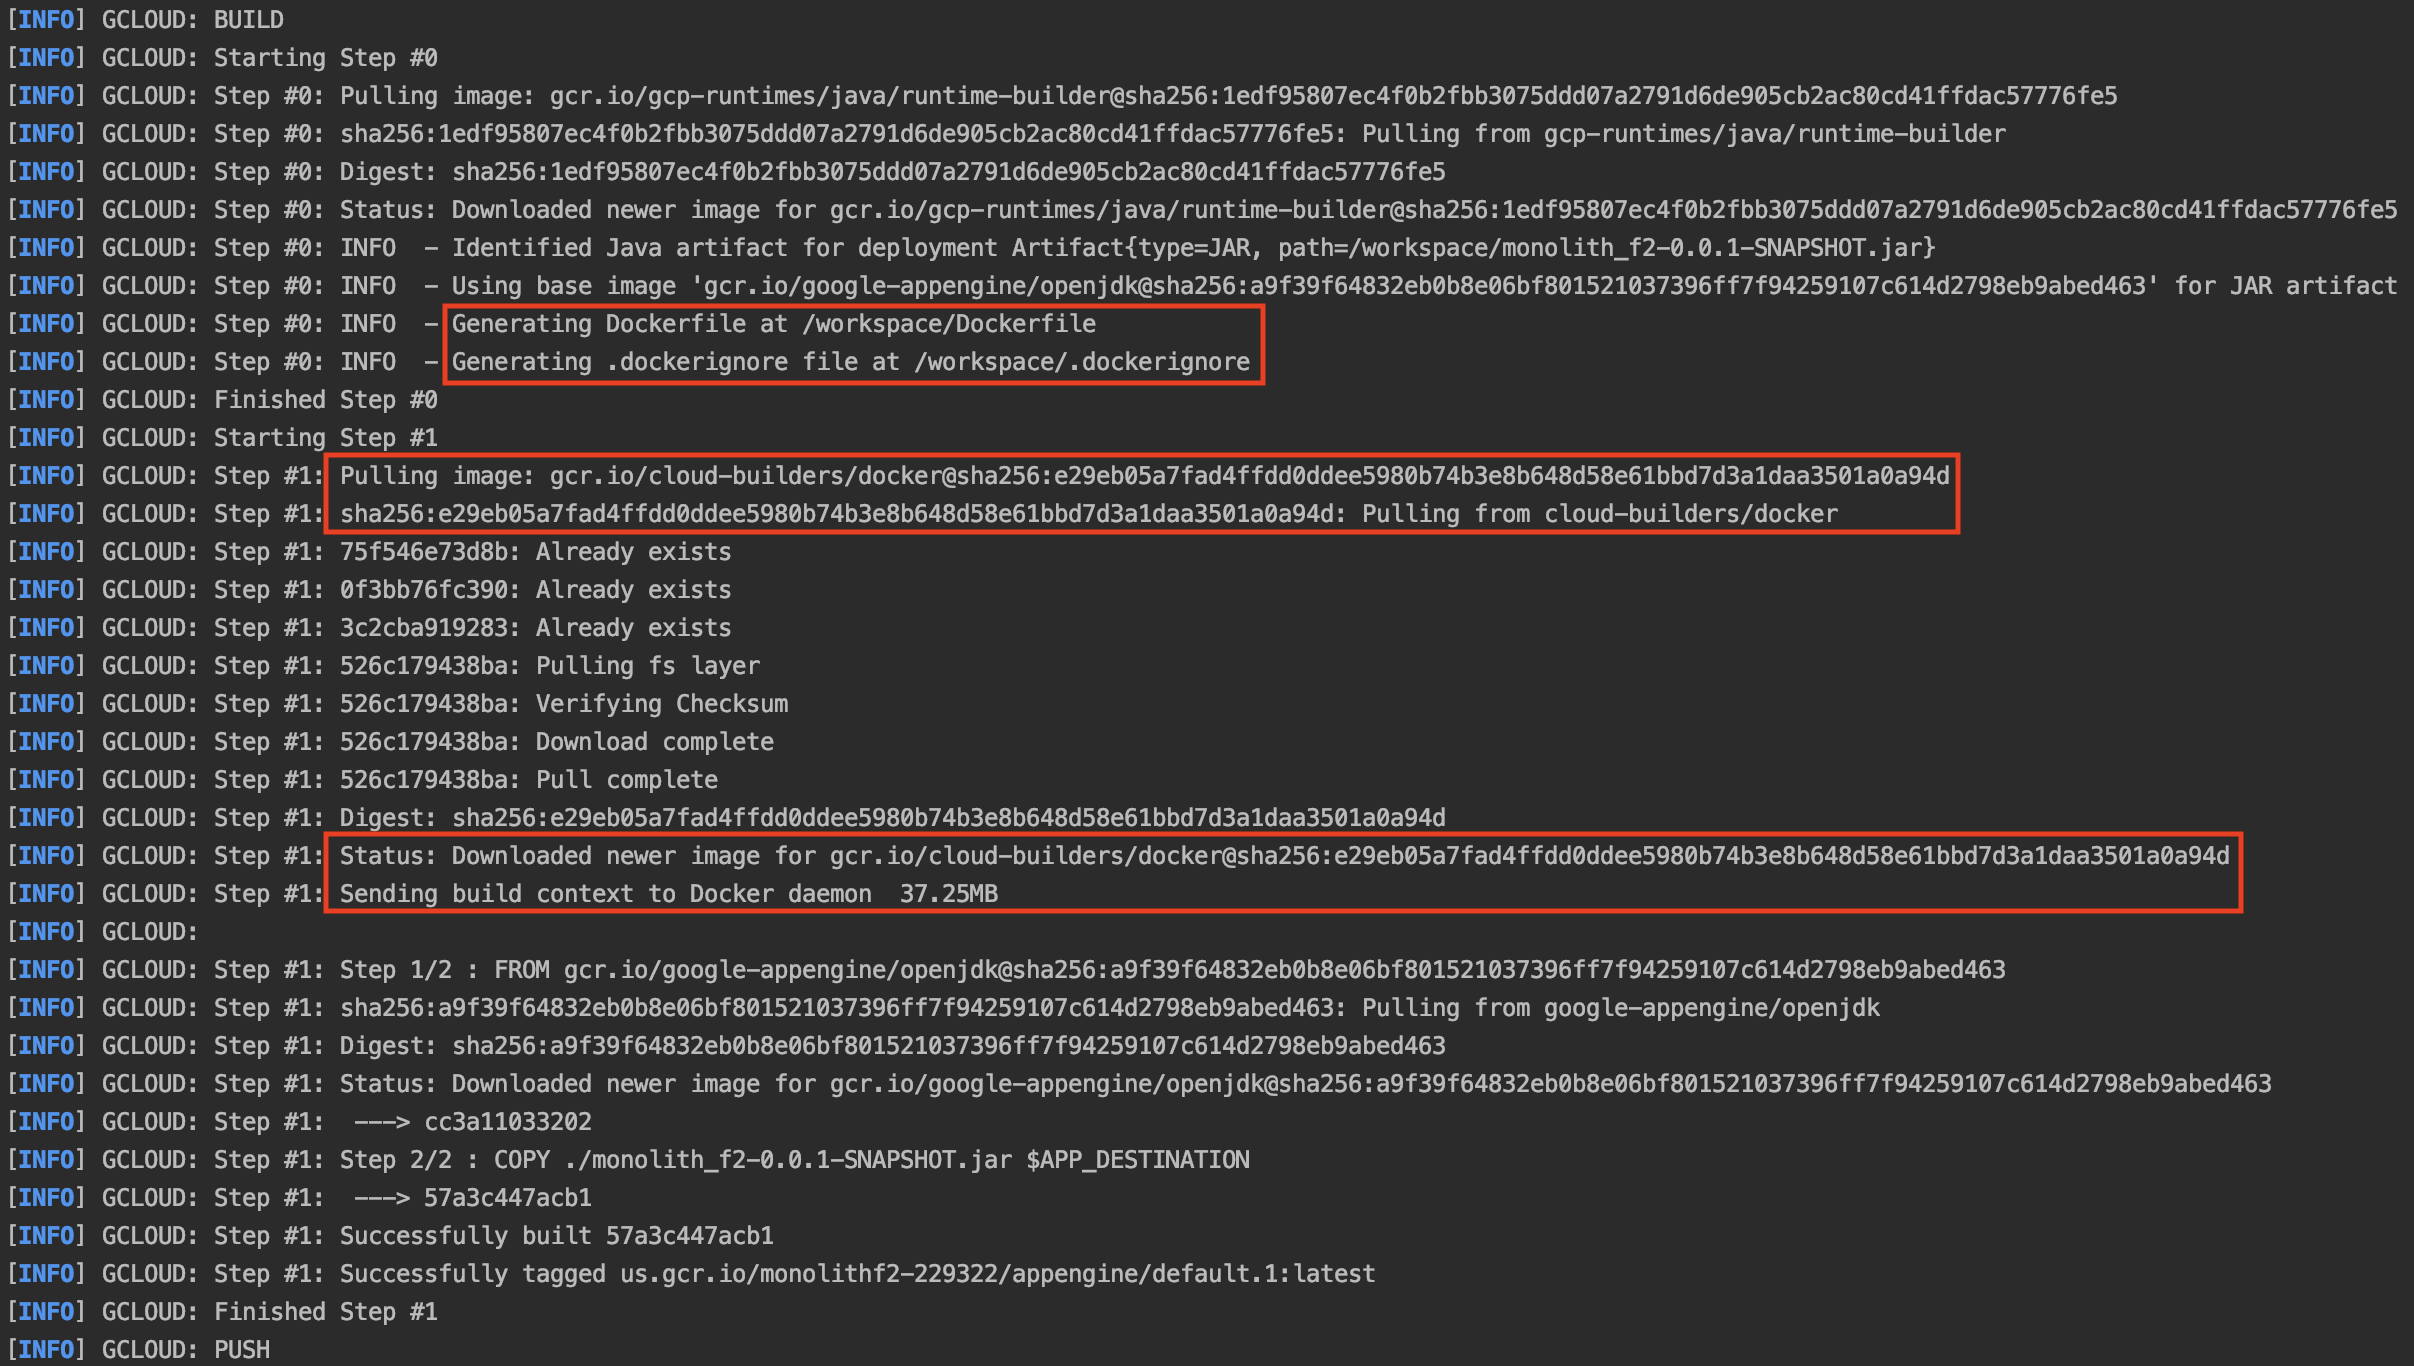 [INFO] GCLOUD: BUILD
[INFO] GCLOUD: Starting Step #0
[INFO] GCLOUD: Step #0: Pulling image: gcr.io/gcp-runtimes/java/runtime-builder@sha256:1edf95807ec4f0b2fbb3075ddd07a2791d6de905cb2ac80cd41ffdac57776fe5
[INFO] GCLOUD: Step #0: sha256:1edf95807ec4f0b2fbb3075ddd07a2791d6de905cb2ac80cd41ffdac57776fe5: Pulling from gcp-runtimes/java/runtime-builder
[INFO] GCLOUD: Step #0: Digest: sha256:1edf95807ec4f0b2fbb3075ddd07a2791d6de905cb2ac80cd41ffdac57776fe5
[INFO] GCLOUD: Step #0: Status: Downloaded newer image for gcr.io/gcp-runtimes/java/runtime-builder@sha256:1edf95807ec4f0b2fbb3075ddd07a2791d6de905cb2ac80cd41ffdac57776fe5
[INFO] GCLOUD: Step #0: INFO  - Identified Java artifact for deployment Artifact{type=JAR, path=/workspace/monolith_f2-0.0.1-SNAPSHOT.jar}
[INFO] GCLOUD: Step #0: INFO  - Using base image 'gcr.io/google-appengine/openjdk@sha256:a9f39f64832eb0b8e06bf801521037396ff7f94259107c614d2798eb9abed463' for JAR artifact
[INFO] GCLOUD: Step #0: INFO  - Generating Dockerfile at /workspace/Dockerfile
[INFO] GCLOUD: Step #0: INFO  - Generating .dockerignore file at /workspace/.dockerignore
[INFO] GCLOUD: Finished Step #0
[INFO] GCLOUD: Starting Step #1
[INFO] GCLOUD: Step #1: Pulling image: gcr.io/cloud-builders/docker@sha256:e29eb05a7fad4ffdd0ddee5980b74b3e8b648d58e61bbd7d3a1daa3501a0a94d
[INFO] GCLOUD: Step #1: sha256:e29eb05a7fad4ffdd0ddee5980b74b3e8b648d58e61bbd7d3a1daa3501a0a94d: Pulling from cloud-builders/docker
[INFO] GCLOUD: Step #1: 75f546e73d8b: Already exists
[INFO] GCLOUD: Step #1: 0f3bb76fc390: Already exists
[INFO] GCLOUD: Step #1: 3c2cba919283: Already exists
[INFO] GCLOUD: Step #1: 526c179438ba: Pulling fs layer
[INFO] GCLOUD: Step #1: 526c179438ba: Verifying Checksum
[INFO] GCLOUD: Step #1: 526c179438ba: Download complete
[INFO] GCLOUD: Step #1: 526c179438ba: Pull complete
[INFO] GCLOUD: Step #1: Digest: sha256:e29eb05a7fad4ffdd0ddee5980b74b3e8b648d58e61bbd7d3a1daa3501a0a94d
[INFO] GCLOUD: Step #1: Status: Downloaded newer image for gcr.io/cloud-builders/docker@sha256:e29eb05a7fad4ffdd0ddee5980b74b3e8b648d58e61bbd7d3a1daa3501a0a94d
[INFO] GCLOUD: Step #1: Sending build context to Docker daemon  37.25MB
[INFO] GCLOUD:
[INFO] GCLOUD: Step #1: Step 1/2 : FROM gcr.io/google-appengine/openjdk@sha256:a9f39f64832eb0b8e06bf801521037396ff7f94259107c614d2798eb9abed463
[INFO] GCLOUD: Step #1: sha256:a9f39f64832eb0b8e06bf801521037396ff7f94259107c614d2798eb9abed463: Pulling from google-appengine/openjdk
[INFO] GCLOUD: Step #1: Digest: sha256:a9f39f64832eb0b8e06bf801521037396ff7f94259107c614d2798eb9abed463
[INFO] GCLOUD: Step #1: Status: Downloaded newer image for gcr.io/google-appengine/openjdk@sha256:a9f39f64832eb0b8e06bf801521037396ff7f94259107c614d2798eb9abed463
[INFO] GCLOUD: Step #1:  ---> cc3a11033202
[INFO] GCLOUD: Step #1: Step 2/2 : COPY ./monolith_f2-0.0.1-SNAPSHOT.jar $APP_DESTINATION
[INFO] GCLOUD: Step #1:  ---> 57a3c447acb1
[INFO] GCLOUD: Step #1: Successfully built 57a3c447acb1
[INFO] GCLOUD: Step #1: Successfully tagged us.gcr.io/monolithf2-229322/appengine/default.1:latest
[INFO] GCLOUD: Finished Step #1
[INFO] GCLOUD: PUSH